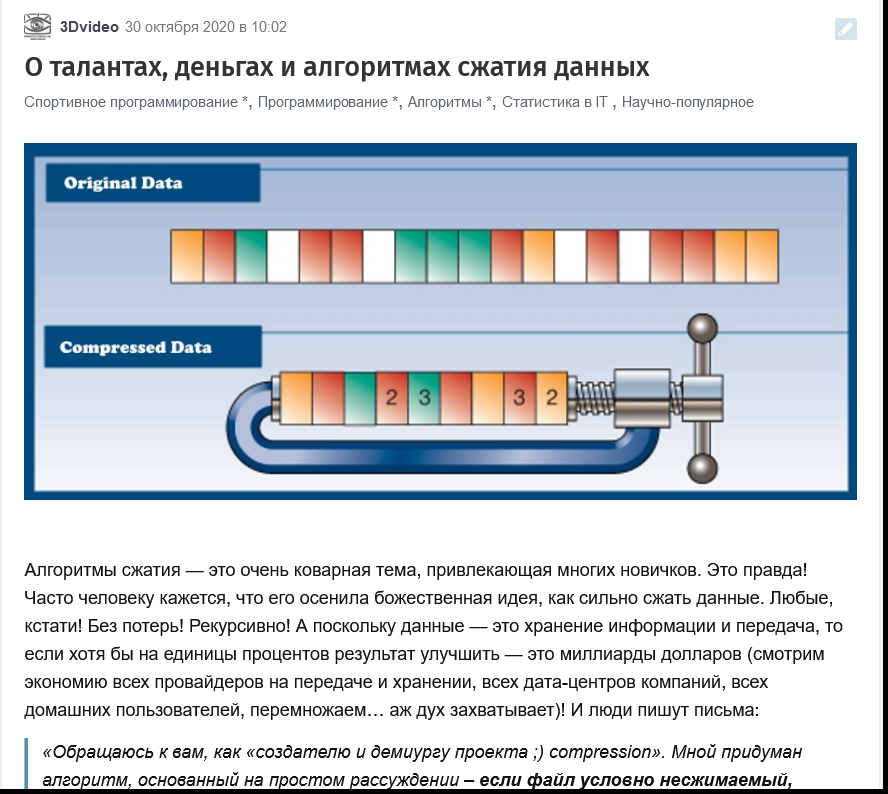 3Dvideo 30 октября 2020 в 10:02
О талантах, деньгах и алгоритмах сжатия данных
Спортивное программирование *, Программирование *, Алгоритмы *, Статистика в IT , Научно-популярное
Original Data
Compressed Data
2 3 3 2
Алгоритмы сжатия — это очень коварная тема, привлекающая многих новичков. Это правда!
Часто человеку кажется, что его осенила божественная идея, как сильно сжать данные. Любые,
кстати! Без потерь! Рекурсивно! А поскольку данные — это хранение информации и передача, то
если хотя бы на единицы процентов результат улучшить — это миллиарды долларов (смотрим
экономию всех провайдеров на передаче и хранении, всех дата-центров компаний, всех
домашних пользователей, перемножаем… аж дух захватывает)! И люди пишут письма:
«Обращаюсь к вам, как «создателю и демиургу проекта ;) compression». Мной придуман
алгоритм, основанный на простом рассуждении – если файл условно несжимаемый,